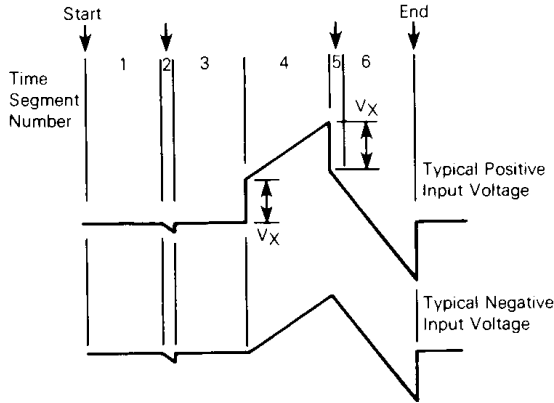 Start
End
Time
Segment
Number
1
2
3
4
5
6
VX
Typical Positive
Input Voltage
VX
Typical Negative
Input Voltage